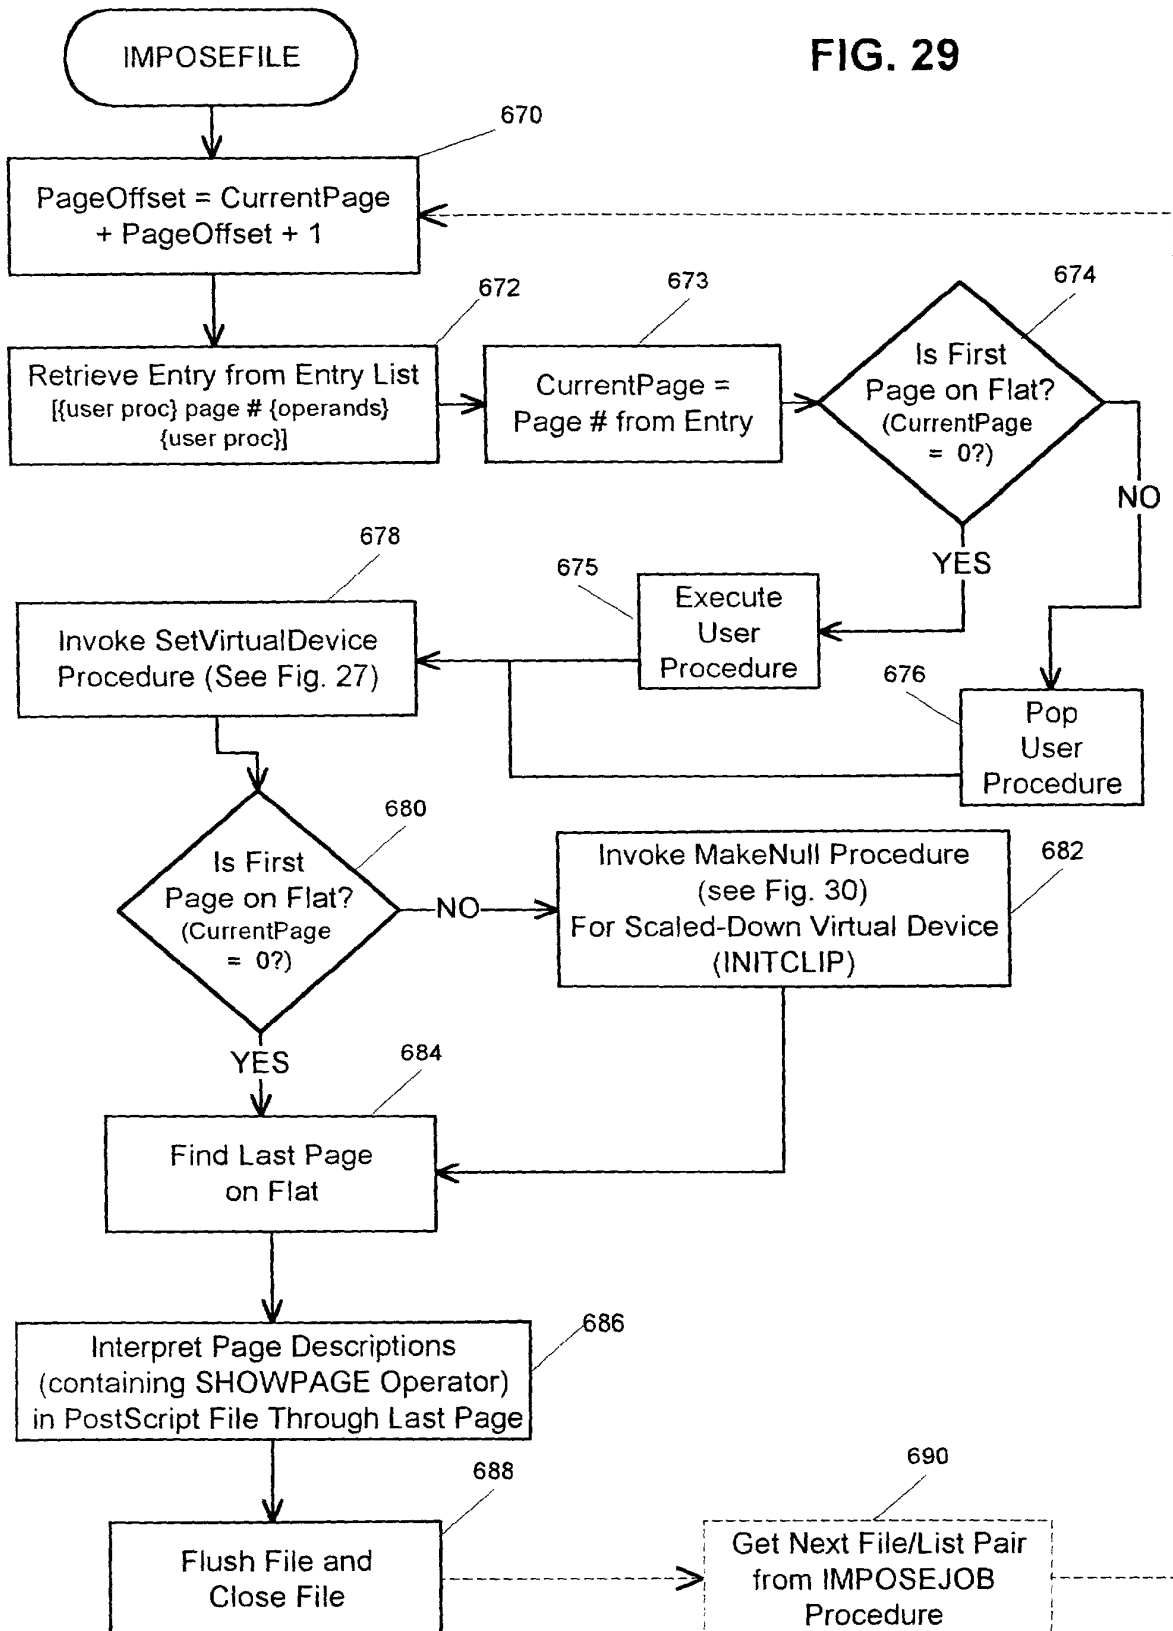 FIG. 29
IMPOSEFILE
670
PageOffset = CurrentPage
+ PageOffset + 1
672
Retrieve Entry from Entry List
[{user proc} page # {operands}
{user proc}]
673
CurrentPage =
Page # from Entry
674
Is First
Page on Flat?
(CurrentPage
= 0?)
NO
YES
675
Execute
User
Procedure
676
Pop
User
Procedure
678
Invoke SetVirtualDevice
Procedure (See Fig. 27)
680
Is First
Page on Flat?
(CurrentPage
= 0?)
NO
YES
682
Invoke MakeNull Procedure
(see Fig. 30)
For Scaled-Down Virtual Device
(INITCLIP)
684
Find Last Page
on Flat
686
Interpret Page Descriptions
(containing SHOWPAGE Operator)
in PostScript File Through Last Page
688
Flush File and
Close File
690
Get Next File/List Pair
from IMPOSEJOB
Procedure